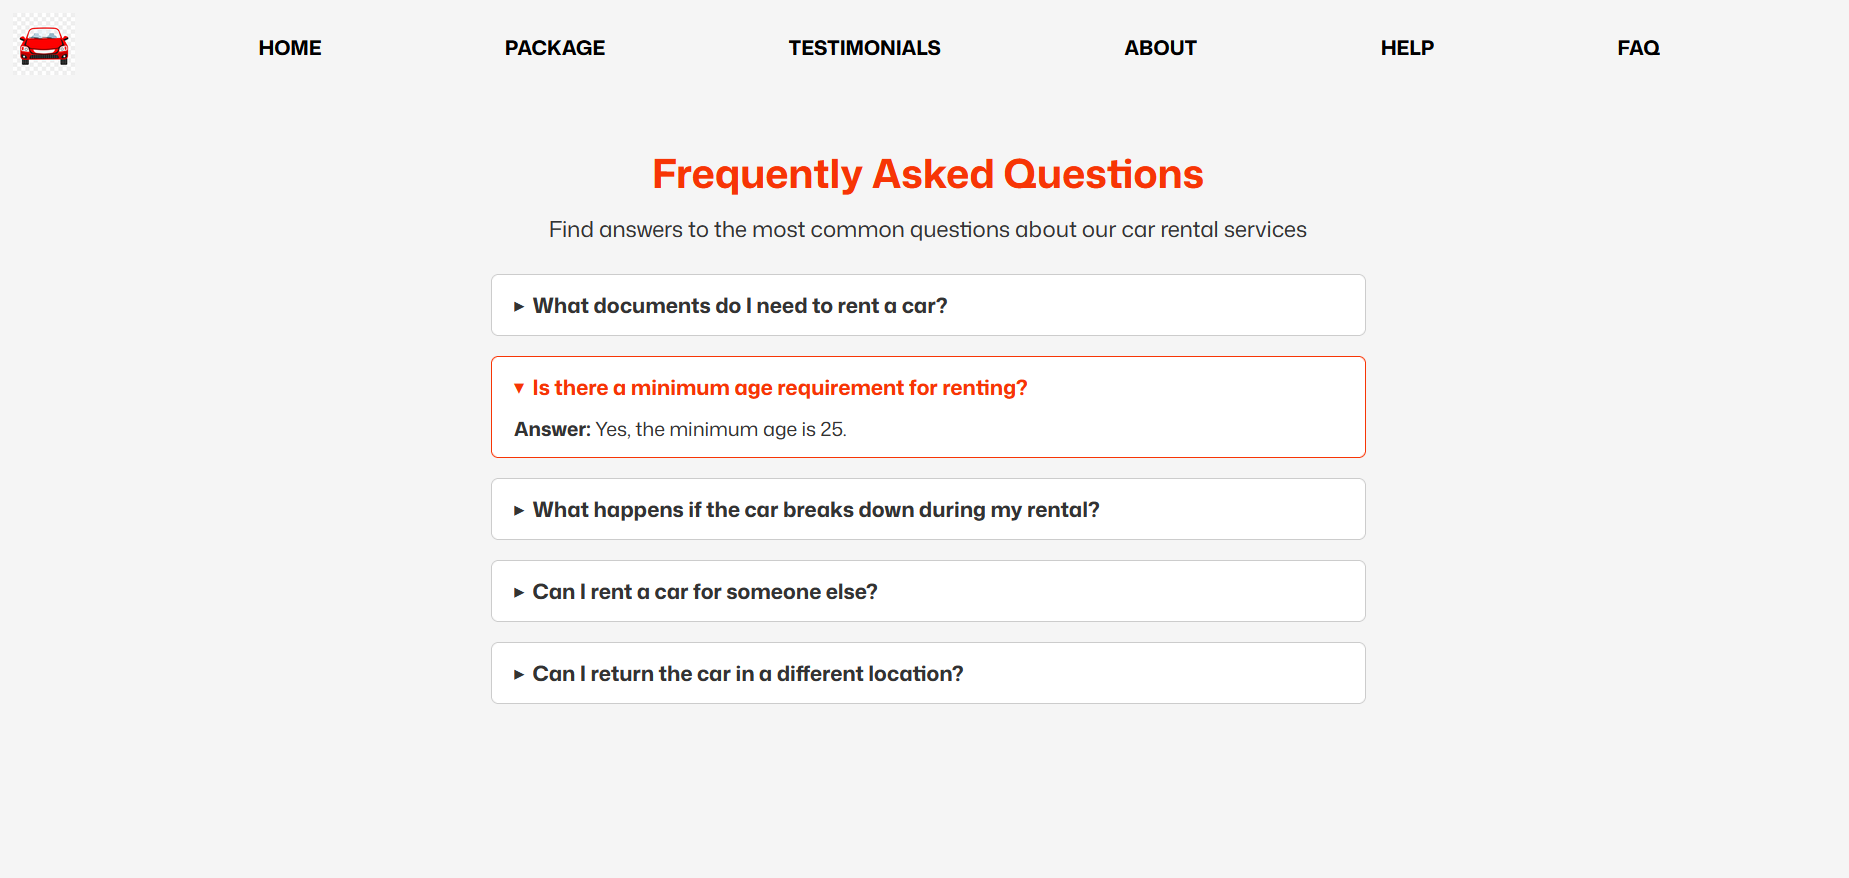 HOME PACKAGE TESTIMONIALS ABOUT HELP FAQ
Frequently Asked Questions
Find answers to the most common questions about our car rental services
What documents do I need to rent a car?
Is there a minimum age requirement for renting?
Answer: Yes, the minimum age is 25.
What happens if the car breaks down during my rental?
Can I rent a car for someone else?
Can I return the car in a different location?